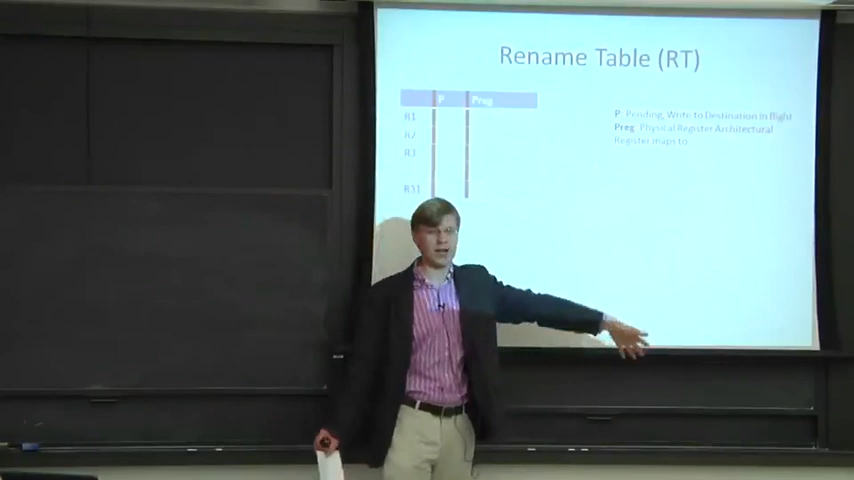 Rename Table (RT)
P Preg
R1
R2
R3
R31
P: Pending, Write to Destination in flight
Preg: Physical Register Architectural
Register maps to